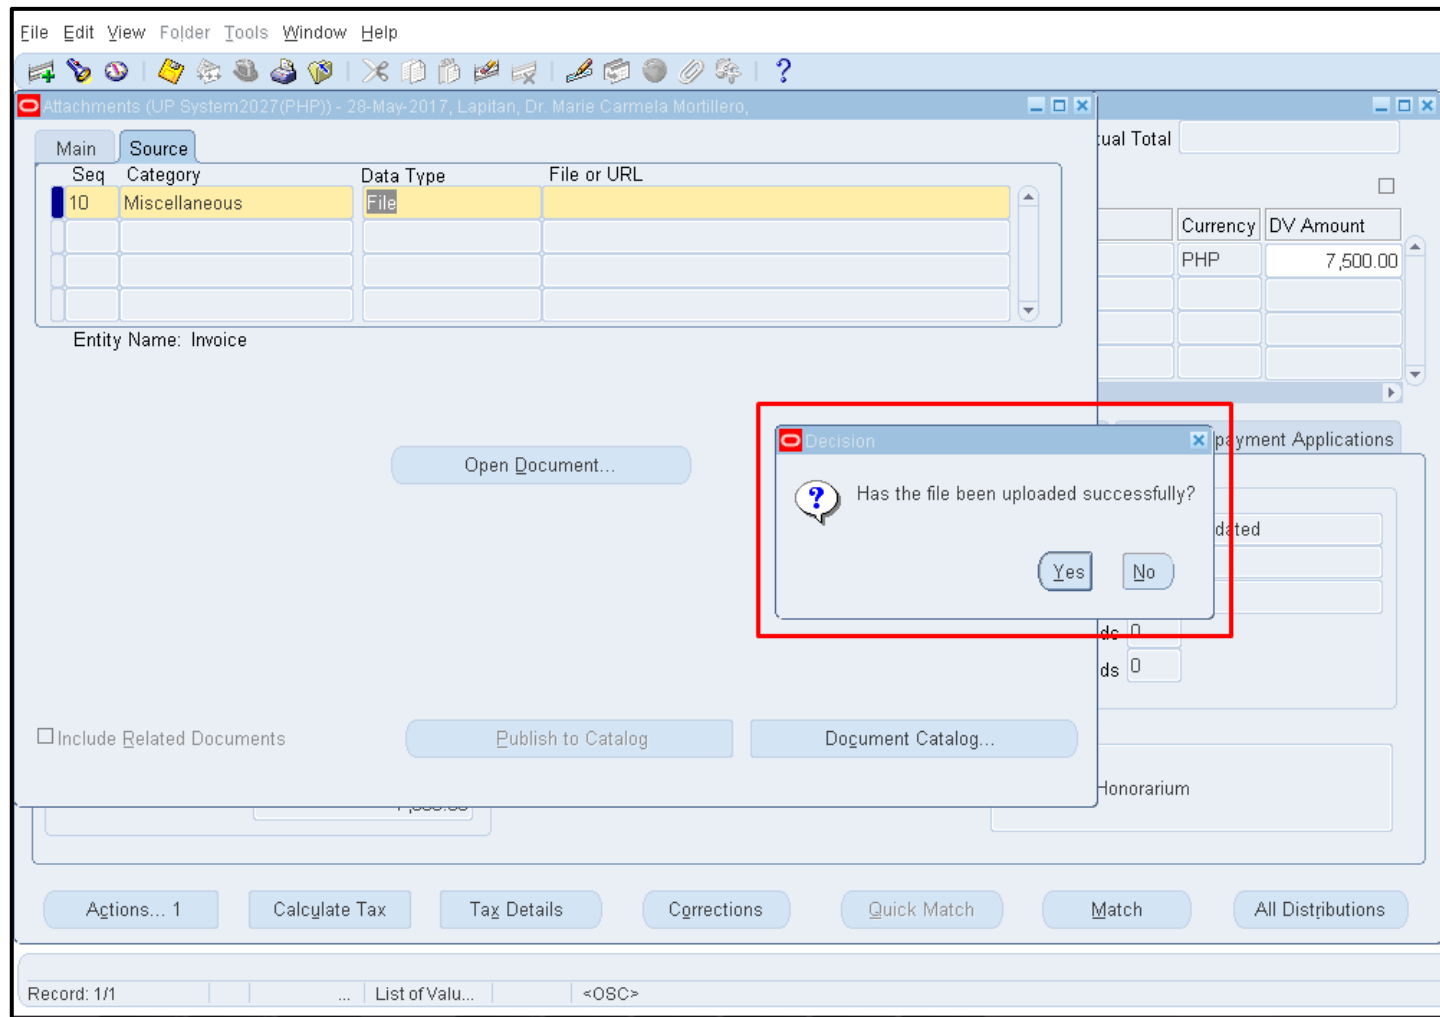 File Edit View Folder Tools Window Help
Attachments (UP System2027(PHP)) - 28-May-2017, Lapitan, Dr. Marie Carmela Mortillero,
Main Source
Seq Category Data Type File or URL
10 Miscellaneous File
Entity Name: Invoice
Open Document...
Include Related Documents
Publish to Catalog
Document Catalog...
tual Total
Currency DV Amount
PHP 7,500.00
payment Applications
Decision
Has the file been uploaded successfully?
Yes No
dated
ds 0
ds 0
Honorarium
Actions... 1 Calculate Tax Tax Details Corrections Quick Match Match All Distributions
Record: 1/1 ... List of Valu... <OSC>